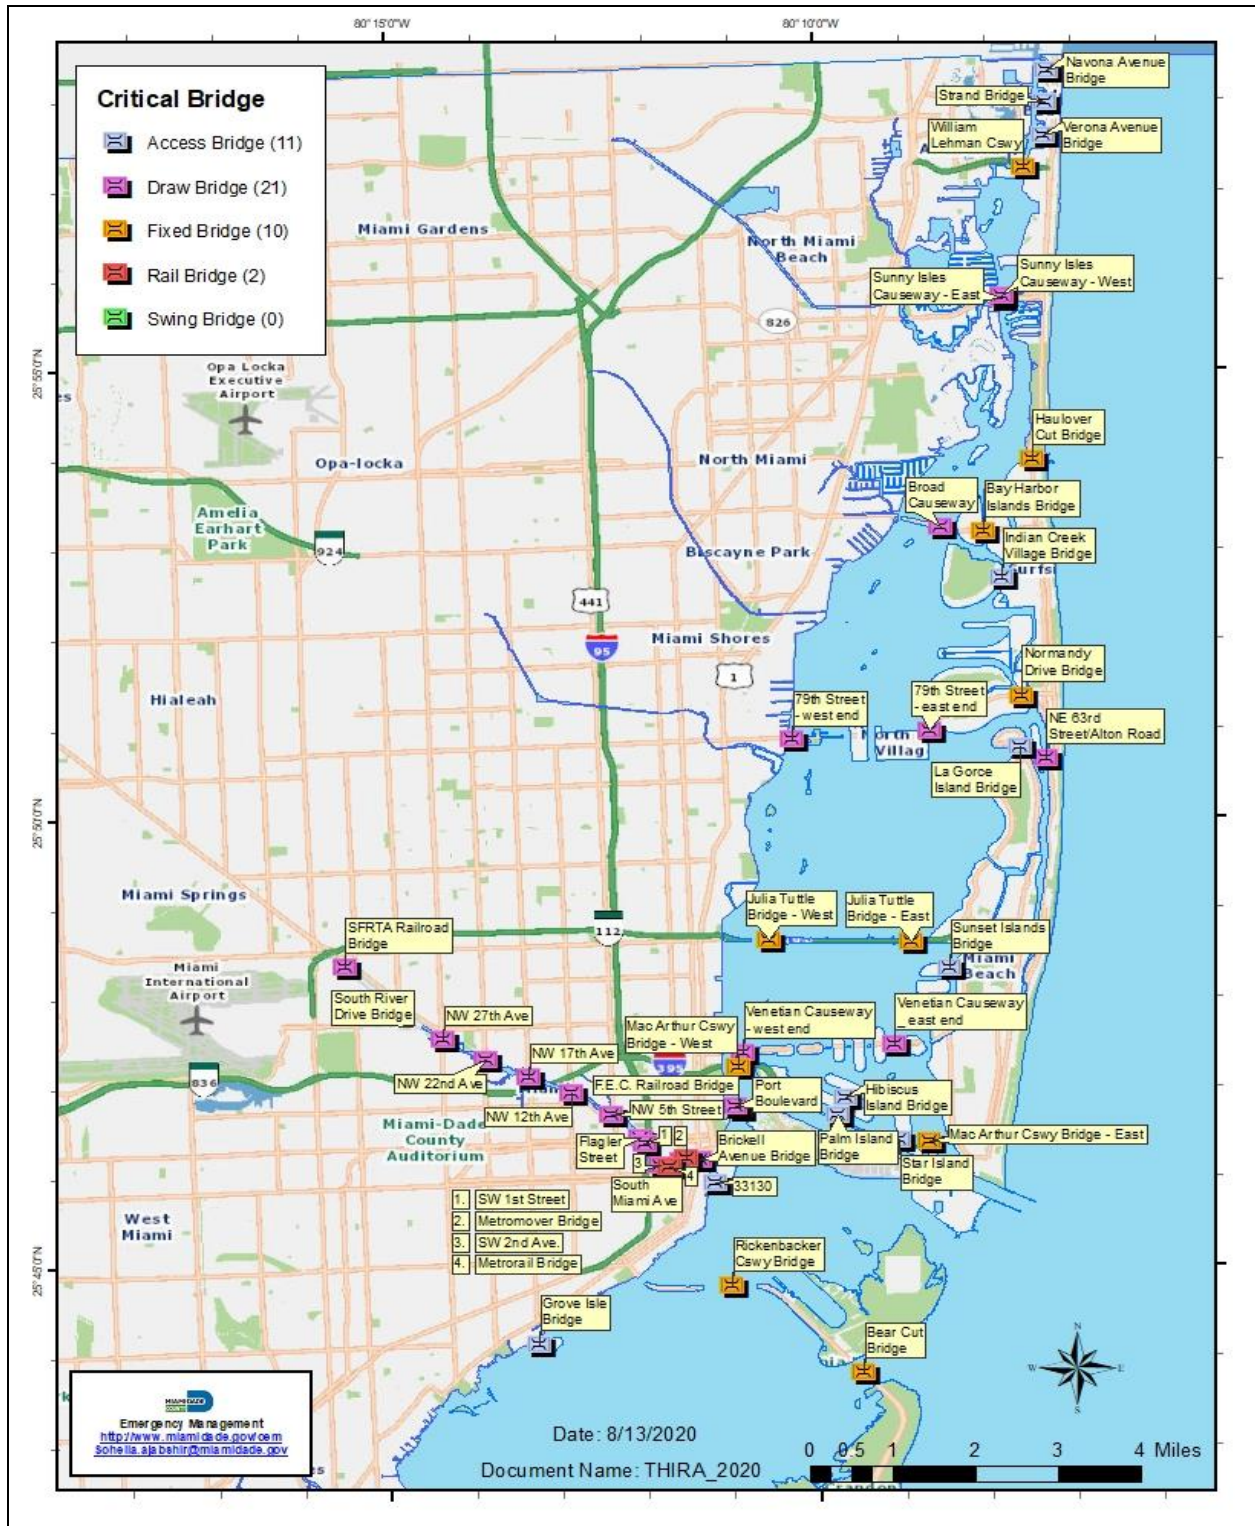 80° 15'0"W
80° 10'0"W
Critical Bridge
Access Bridge (11)
Draw Bridge (21)
Fixed Bridge (10)
Rail Bridge (2)
Swing Bridge (0)
Navona Avenue
Bridge
Strand Bridge
William
Lehman Cswy
Verona Avenue
Bridge
Miami Gardens
North Miami
Beach
Sunny Isles
Causeway - East
Sunny Isles
Causeway - West
826
25°55'0"N
Opa Locka
Executive
Airport
Opa-locka
North Miami
Haulover
Cut Bridge
Broad
Causeway
Bay Harbor
Islands Bridge
Indian Creek
Village Bridge
Surfsi
Amelia
Earhart
Park
924
Biscayne Park
441
95
Miami Shores
1
Normandy
Drive Bridge
Hialeah
79th Street
- west end
79th Street
- east end
North
Villag
NE 63rd
Street/Alton Road
La Gorce
Island Bridge
25°50'0"N
Miami Springs
Julia Tuttle
Bridge - West
Julia Tuttle
Bridge - East
112
SFRTA Railroad
Bridge
Sunset Islands
Bridge
Miami
Beach
Miami
International
Airport
South River
Drive Bridge
NW 27th Ave
Mac Arthur Cswy
Bridge - West
Venetian Causeway
- west end
Venetian Causeway
_ east end
NW 17th Ave
395
836
NW 22nd Ave
F.E.C. Railroad Bridge
Port
Boulevard
Hibiscus
Island Bridge
NW 12th Ave
NW 5th Street
Miami-Dade
County
Auditorium
Flagler
Street
1
2
Brickell
Avenue Bridge
Palm Island
Bridge
Mac Arthur Cswy Bridge - East
Star Island
Bridge
3
4
South
Miami Ave
33130
1. SW 1st Street
2. Metromover Bridge
3. SW 2nd Ave.
4. Metrorail Bridge
West
Miami
Rickenbacker
Cswy Bridge
25°45'0"N
Grove Isle
Bridge
Bear Cut
Bridge
N
W
E
S
MIAMI-DADE
COUNTY
Emergency Management
http://www.miamidade.gov/oem
Soheila.ajabshir@miamidade.gov
Date: 8/13/2020
Document Name: THIRA_2020
0 0.5 1 2 3 4 Miles
Crandon